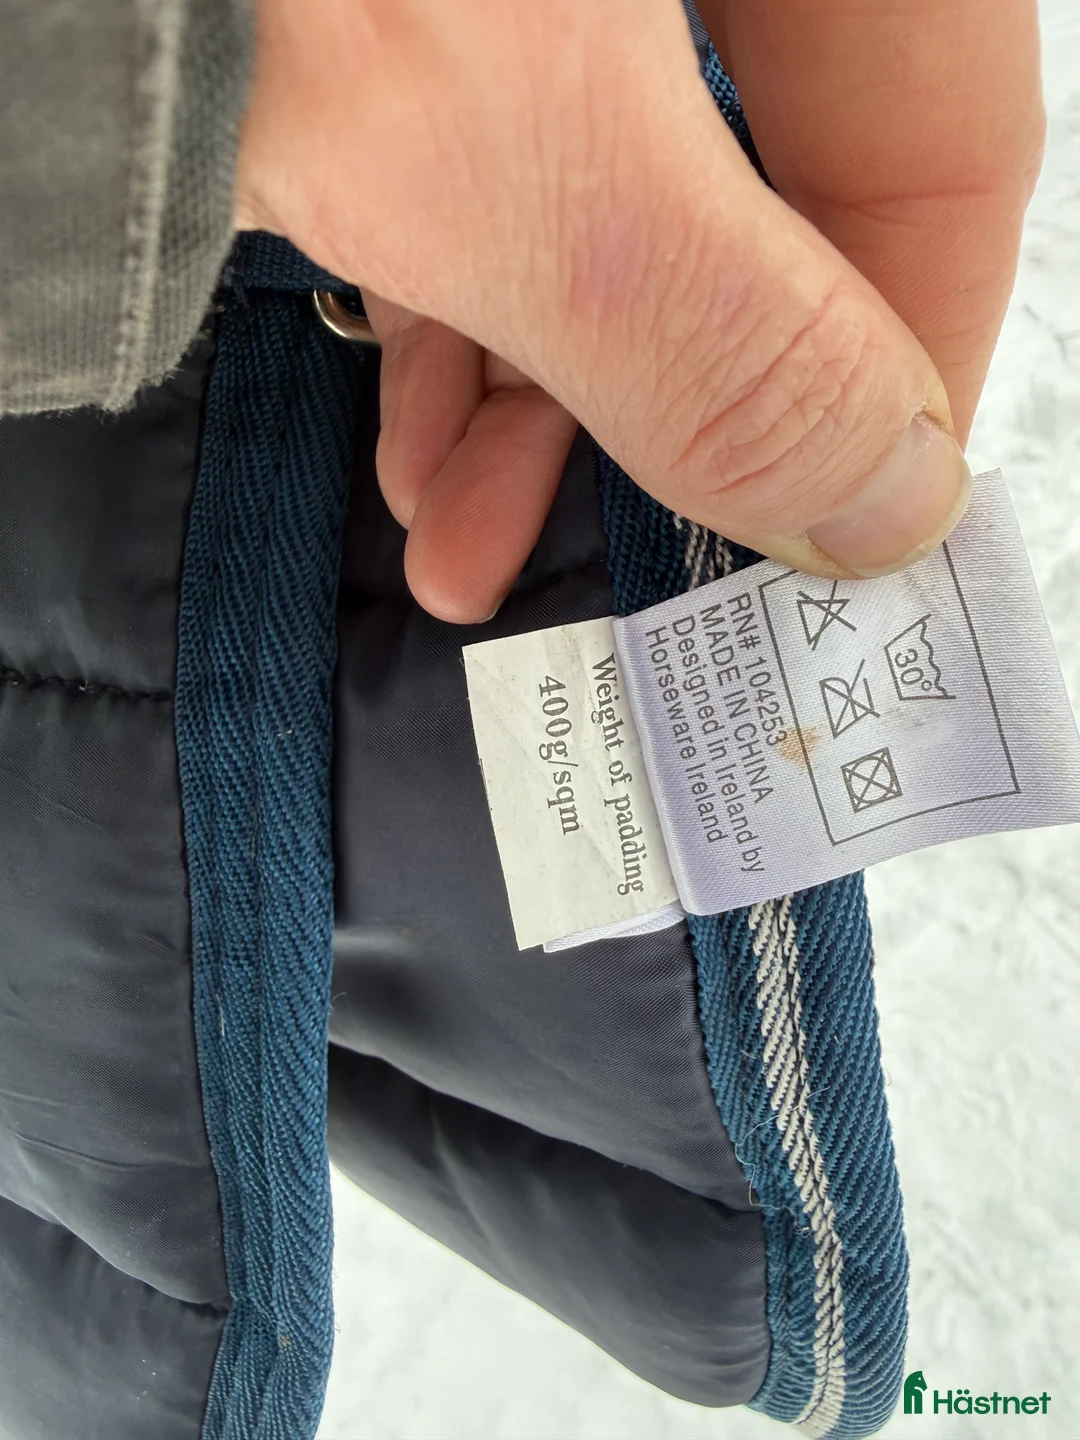 Weight of padding
400g/sqm
RN# 104253
MADE IN CHINA
Designed in Ireland by
Horseware Ireland
30°
Hästnet